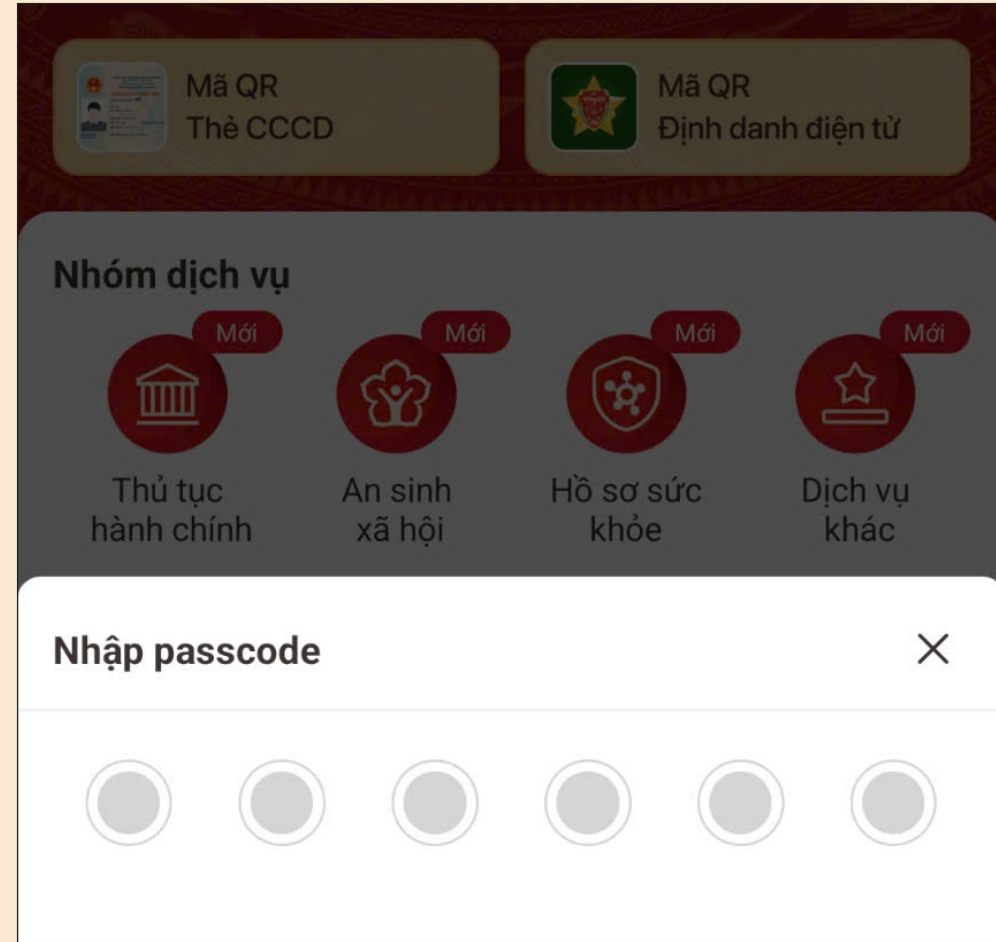 Mã QR
Thẻ CCCD
Mã QR
Định danh điện tử
Nhóm dịch vụ
Mới
Mới
Mới
Mới
Thủ tục
hành chính
An sinh
xã hội
Hồ sơ sức
khỏe
Dịch vụ
khác
Nhập passcode